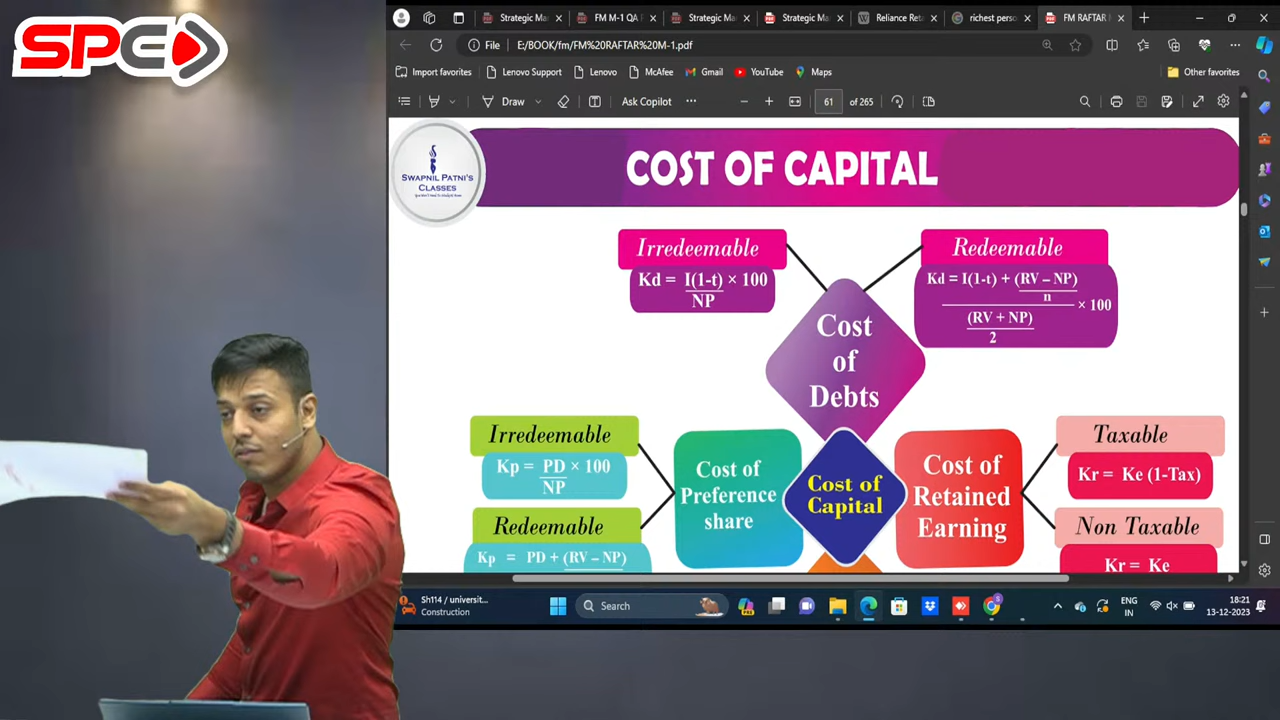 SPC
Strategic Ma
FM M-1 QA
Strategic Ma
Strategic Ma
Reliance Reta
richest perso
FM RAFTAR
File
E:/BOOK/fm/FM%20RAFTAR%20M-1.pdf
Import favorites
Lenovo Support
Lenovo
McAfee
Gmail
YouTube
Maps
Other favorites
Draw
Ask Copilot
61
of 265
SWAPNIL PATNI'S
CLASSES
COST OF CAPITAL
Irredeemable
Kd = I(1-t) × 100
NP
Redeemable
Kd = I(1-t) + (RV – NP)
n
× 100
(RV + NP)
2
Cost
of
Debts
Irredeemable
Kp = PD × 100
NP
Redeemable
Kp = PD + (RV – NP)
Cost of
Preference
share
Cost of
Capital
Cost of
Retained
Earning
Taxable
Kr = Ke (1-Tax)
Non Taxable
Kr = Ke
Sh114 / universit...
Construction
Search
ENG
IN
18:21
13-12-2023